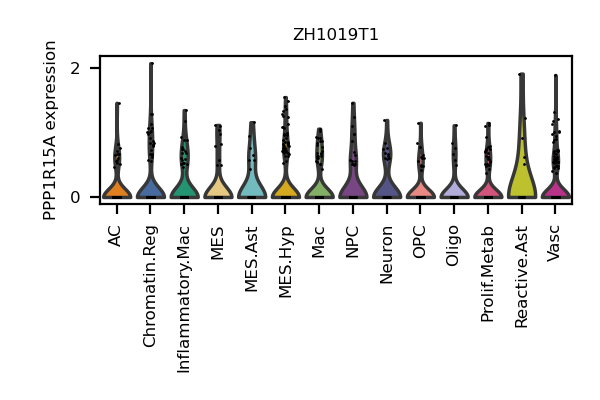 ZH1019T1
PPP1R15A expression
2
0
AC
Chromatin.Reg
Inflammatory.Mac
MES
MES.Ast
MES.Hyp
Mac
NPC
Neuron
OPC
Oligo
Prolif.Metab
Reactive.Ast
Vasc